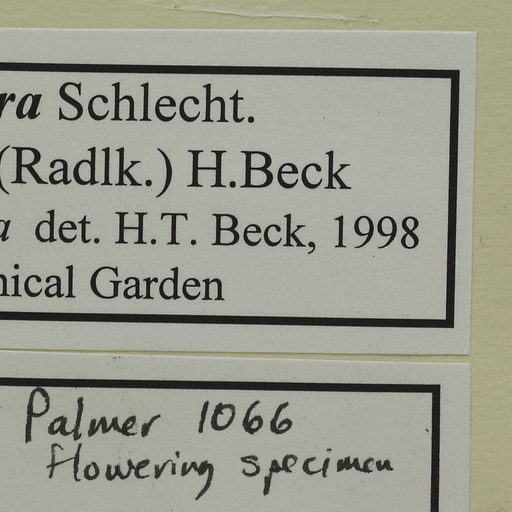 ra Schlecht.
(Radlk.) H.Beck
a det. H.T. Beck, 1998
nical Garden
Palmer 1066
flowering specimen